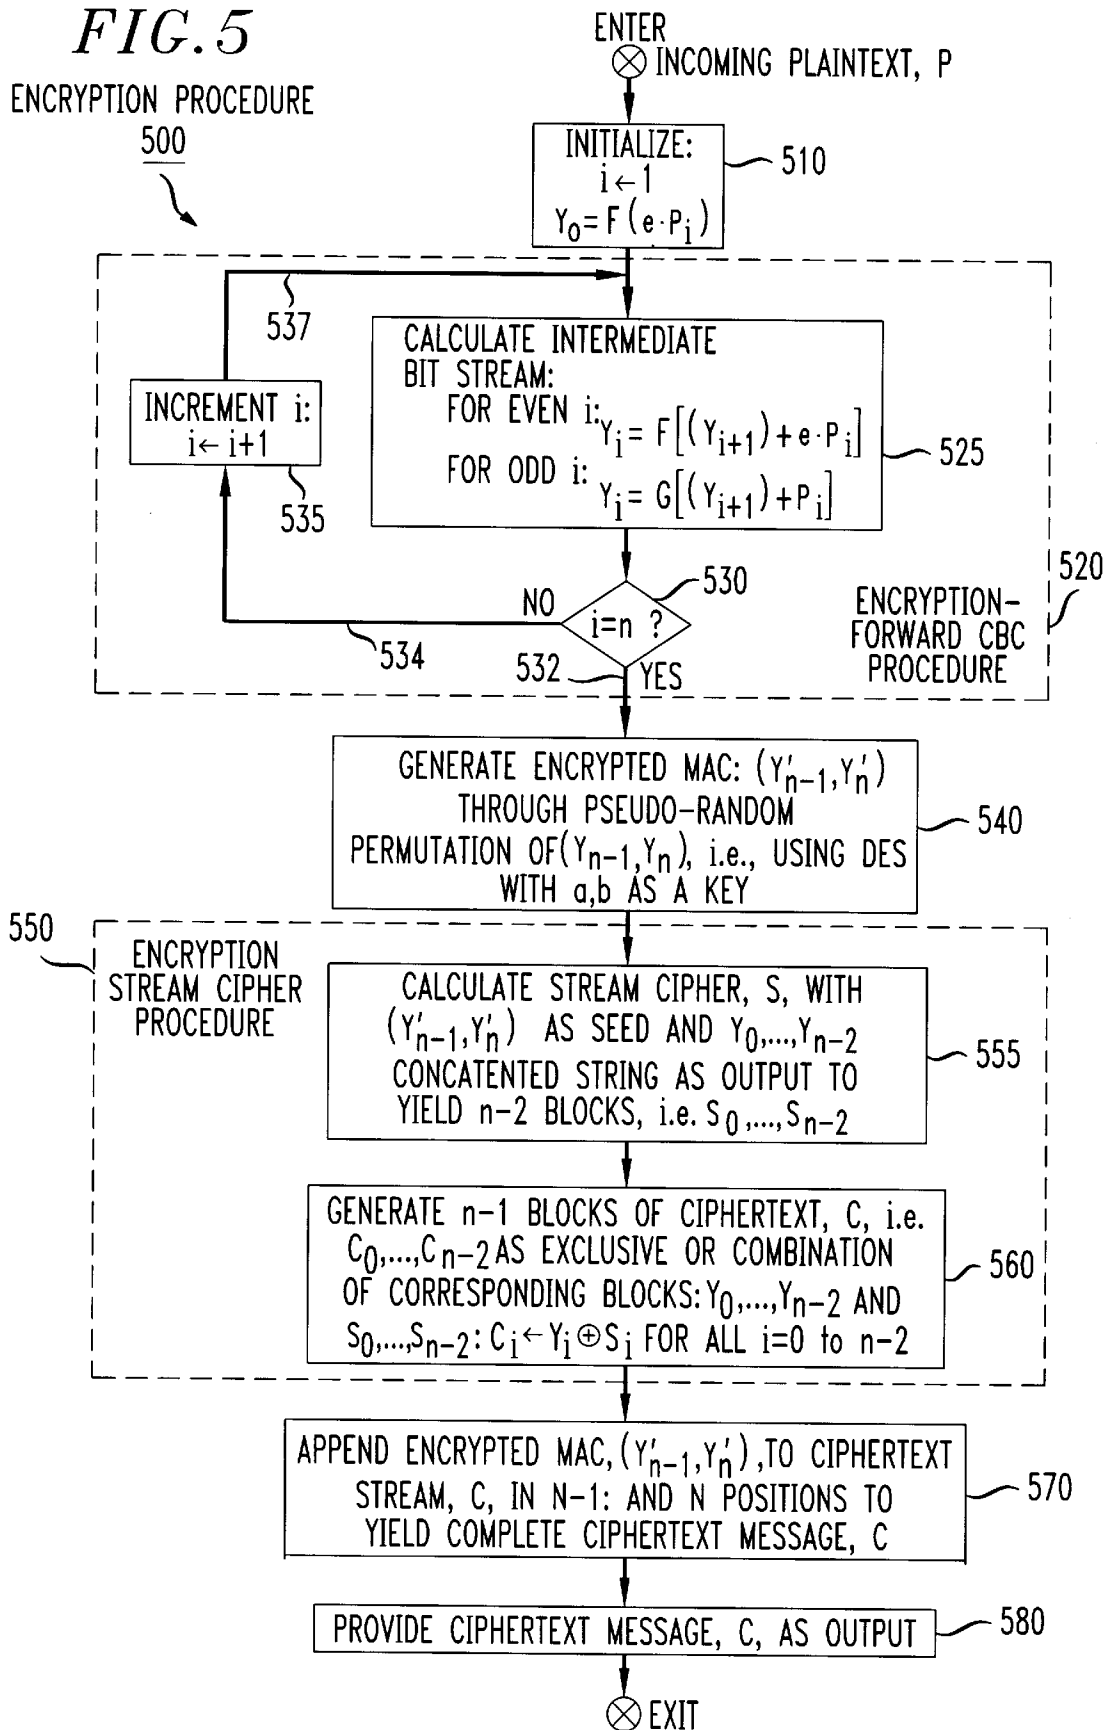 FIG.5
ENCRYPTION PROCEDURE
500
ENTER
INCOMING PLAINTEXT, P
INITIALIZE:
i ← 1
Y₀ = F(e·Pᵢ)
510
537
CALCULATE INTERMEDIATE
BIT STREAM:
FOR EVEN i: Yᵢ = F[(Yᵢ₊₁)+e·Pᵢ]
FOR ODD i: Yᵢ = G[(Yᵢ₊₁)+Pᵢ]
525
INCREMENT i:
i ← i+1
535
530
NO
i=n ?
534
532
YES
520
ENCRYPTION-
FORWARD CBC
PROCEDURE
GENERATE ENCRYPTED MAC: (Y'n-1,Y'n)
THROUGH PSEUDO-RANDOM
PERMUTATION OF(Yn-1,Yn), i.e., USING DES
WITH a,b AS A KEY
540
550
ENCRYPTION
STREAM CIPHER
PROCEDURE
CALCULATE STREAM CIPHER, S, WITH
(Y'n-1,Y'n) AS SEED AND Y₀,...,Yn-2
CONCATENTED STRING AS OUTPUT TO
YIELD n-2 BLOCKS, i.e. S₀,...,Sn-2
555
GENERATE n-1 BLOCKS OF CIPHERTEXT, C, i.e.
C₀,...,Cn-2 AS EXCLUSIVE OR COMBINATION
OF CORRESPONDING BLOCKS: Y₀,...,Yn-2 AND
S₀,...,Sn-2: Cᵢ ← Yᵢ ⊕ Sᵢ FOR ALL i=0 to n-2
560
APPEND ENCRYPTED MAC, (Y'n-1,Y'n) ,TO CIPHERTEXT
STREAM, C, IN N-1: AND N POSITIONS TO
YIELD COMPLETE CIPHERTEXT MESSAGE, C
570
PROVIDE CIPHERTEXT MESSAGE, C, AS OUTPUT
580
EXIT